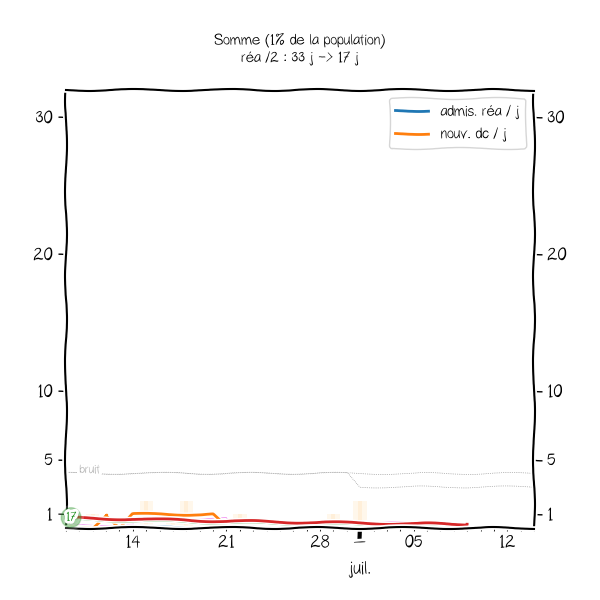 Somme (1% de la population)
réa /2 : 33 j -> 17 j
admis. réa / j
nouv. dc / j
30
30
20
20
10
10
5
5
bruit
1
17
1
14
21
28
05
12
juil.